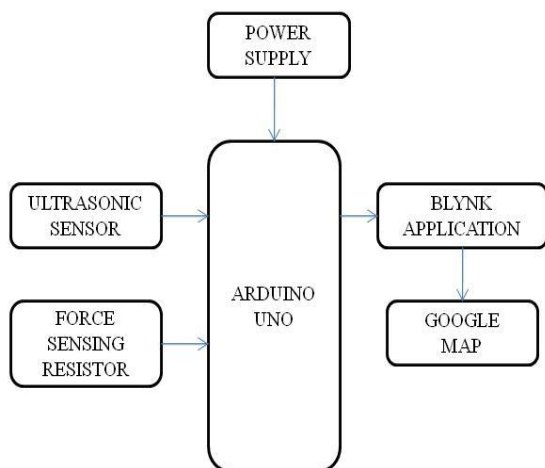 POWER
SUPPLY
ULTRASONIC
SENSOR
FORCE
SENSING
RESISTOR
ARDUINO
UNO
BLYNK
APPLICATION
GOOGLE
MAP